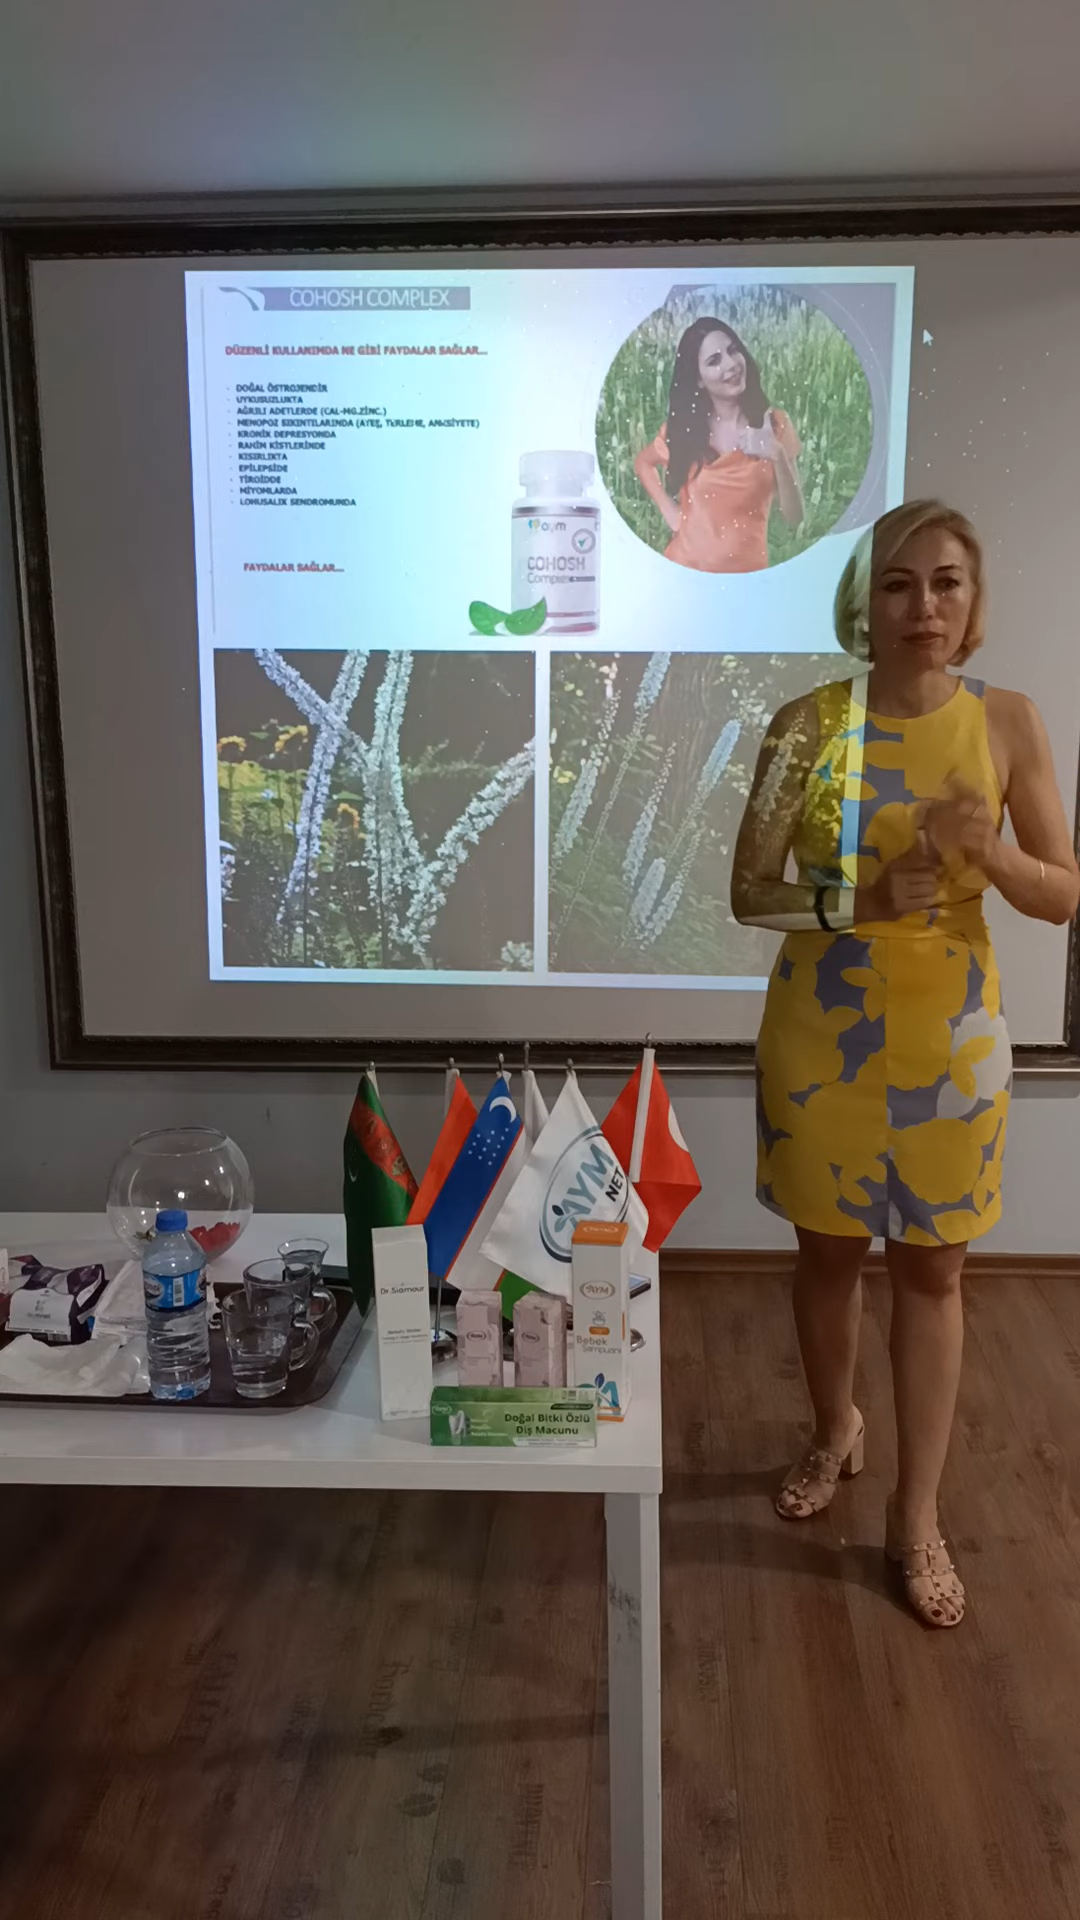 COHOSH COMPLEX
DÜZENLİ KULLANIMDA NE GİBİ FAYDALAR SAĞLAR...
- DOĞAL ÖSTROJENDİR
- UYKUSUZLUKTA
- AĞRILI ADETLERDE (CAL-MG.ZİNC.)
- MENOPOZ SIKINTILARINDA (ATEŞ, TERLEME, ANKSİYETE)
- KRONİK DEPRESYONDA
- RAHİM KİSTLERİNDE
- KISIRLIKTA
- EPİLEPSİDE
- TİROİDDE
- MİYOMLARDA
- LOHUSALIK SENDROMUNDA
FAYDALAR SAĞLAR...
aym
COHOSH
Complex
AYM
NET
Dr.Siamour
AYM
Bebek
Şampuanı
Doğal Bitki Özlü
Diş Macunu